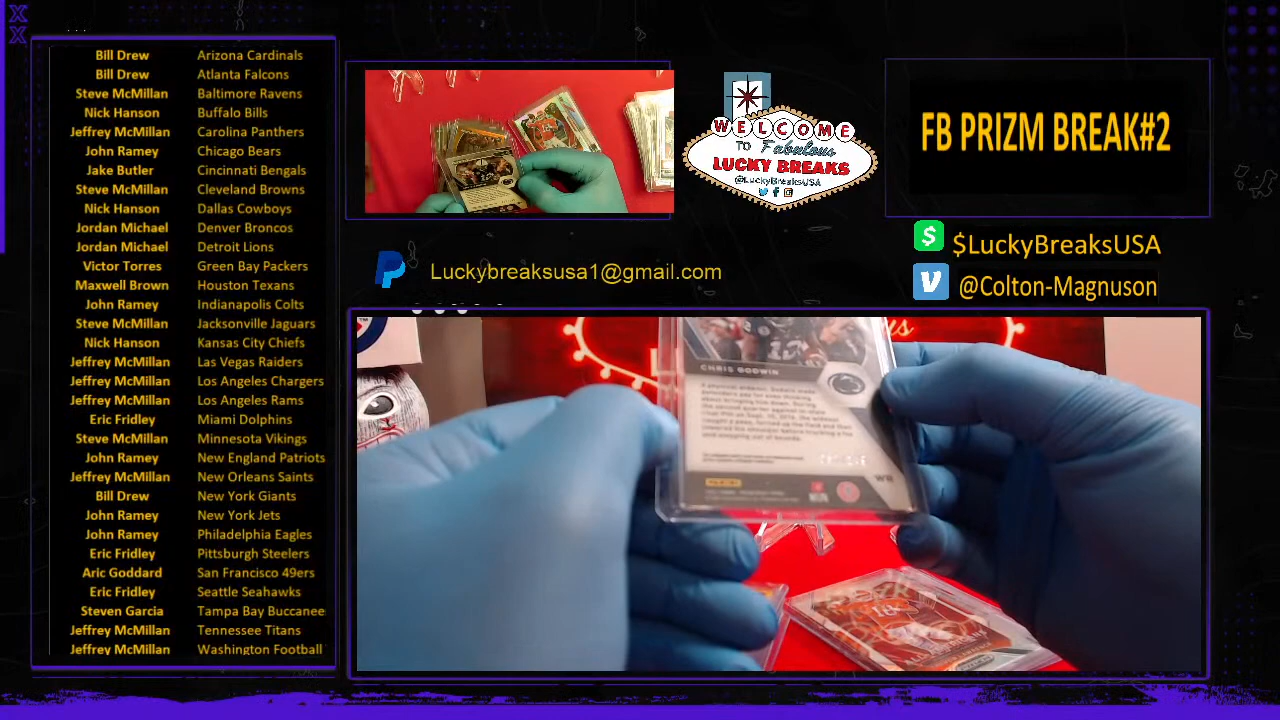 Bill Drew Arizona Cardinals
Bill Drew Atlanta Falcons
Steve McMillan Baltimore Ravens
Nick Hanson Buffalo Bills
Jeffrey McMillan Carolina Panthers
John Ramey Chicago Bears
Jake Butler Cincinnati Bengals
Steve McMillan Cleveland Browns
Nick Hanson Dallas Cowboys
Jordan Michael Denver Broncos
Jordan Michael Detroit Lions
Victor Torres Green Bay Packers
Maxwell Brown Houston Texans
John Ramey Indianapolis Colts
Steve McMillan Jacksonville Jaguars
Nick Hanson Kansas City Chiefs
Jeffrey McMillan Las Vegas Raiders
Jeffrey McMillan Los Angeles Chargers
Jeffrey McMillan Los Angeles Rams
Eric Fridley Miami Dolphins
Steve McMillan Minnesota Vikings
John Ramey New England Patriots
Jeffrey McMillan New Orleans Saints
Bill Drew New York Giants
John Ramey New York Jets
John Ramey Philadelphia Eagles
Eric Fridley Pittsburgh Steelers
Aric Goddard San Francisco 49ers
Eric Fridley Seattle Seahawks
Steven Garcia Tampa Bay Buccanee
Jeffrey McMillan Tennessee Titans
Jeffrey McMillan Washington Football
WELCOME
TO Fabulous
LUCKY BREAKS
@LuckyBreaksUSA
FB PRIZM BREAK#2
$LuckyBreaksUSA
@Colton-Magnuson
Luckybreaksusa1@gmail.com
CHRIS GODWIN
WR
PANINI